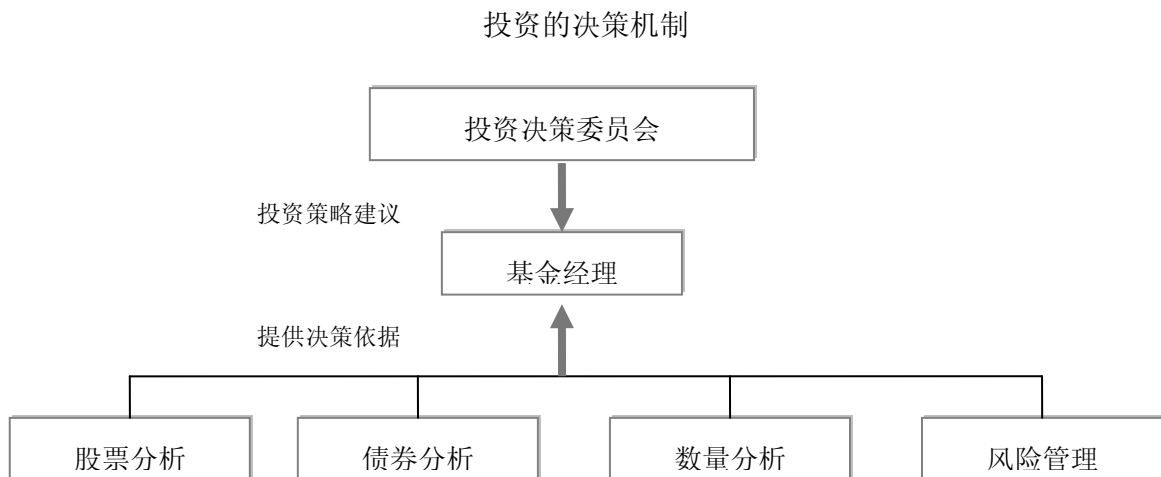 投资的决策机制
投资决策委员会
投资策略建议
基金经理
提供决策依据
股票分析 债券分析 数量分析 风险管理